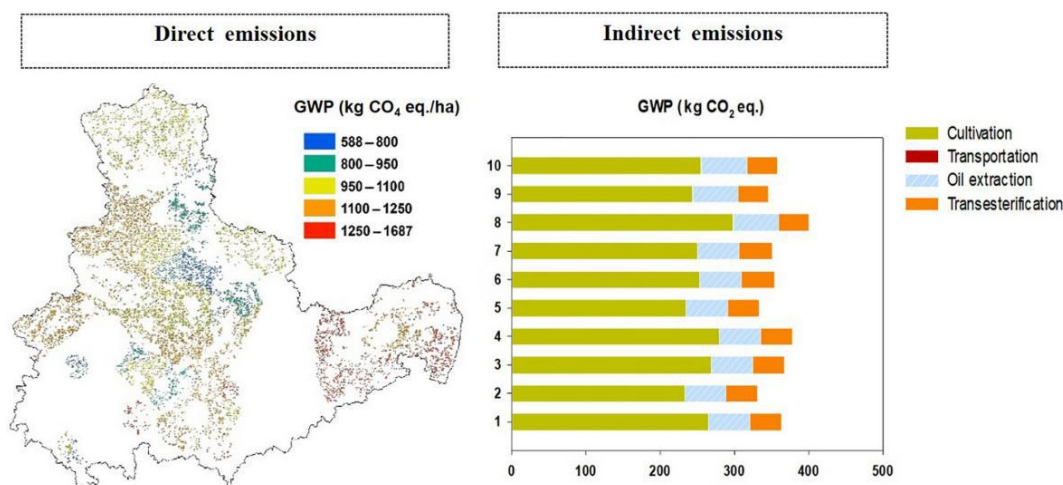 Direct emissions
Indirect emissions
GWP (kg CO₄ eq./ha)
588–800
800–950
950–1100
1100–1250
1250–1687
GWP (kg CO₂ eq.)
10
9
8
7
6
5
4
3
2
1
0 100 200 300 400 500
Cultivation
Transportation
Oil extraction
Transesterification